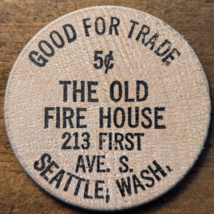 GOOD FOR TRADE
5¢
THE OLD
FIRE HOUSE
213 FIRST
AVE. S.
SEATTLE, WASH.